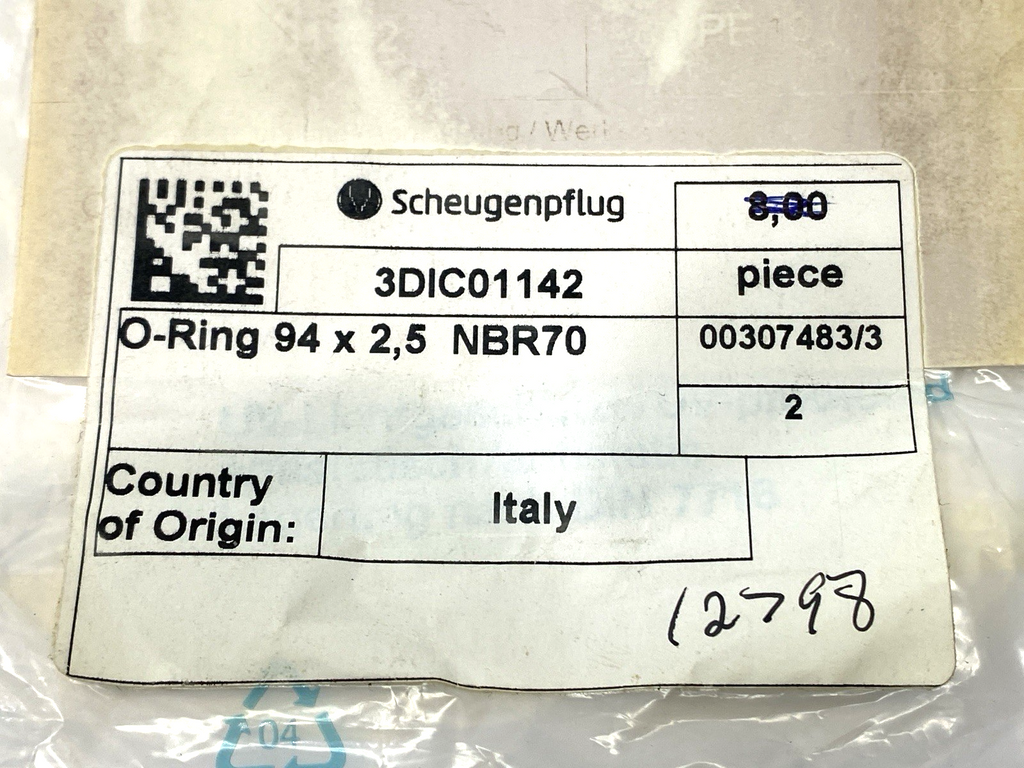 Scheugenpflug
8,00
3DIC01142
piece
O-Ring 94 x 2,5 NBR70
00307483/3
2
Country
of Origin:
Italy
12798
04